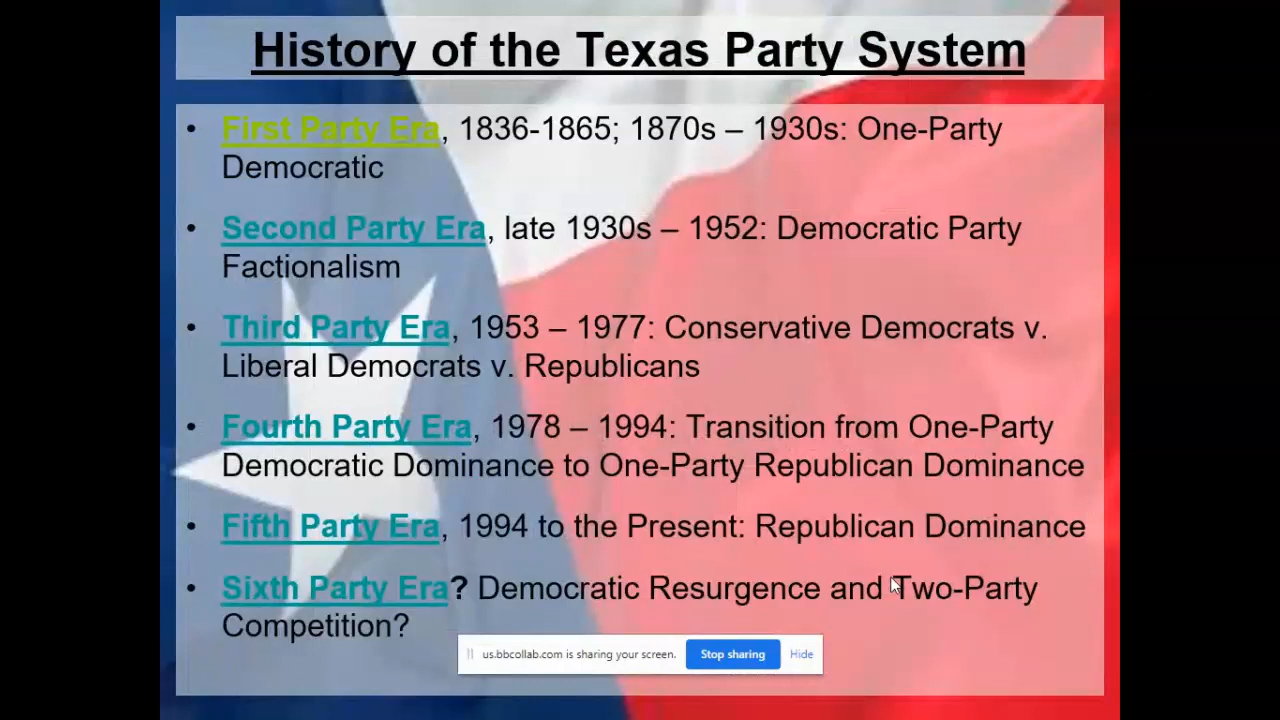 History of the Texas Party System
• First Party Era, 1836-1865; 1870s – 1930s: One-Party
Democratic
• Second Party Era, late 1930s – 1952: Democratic Party
Factionalism
• Third Party Era, 1953 – 1977: Conservative Democrats v.
Liberal Democrats v. Republicans
• Fourth Party Era, 1978 – 1994: Transition from One-Party
Democratic Dominance to One-Party Republican Dominance
• Fifth Party Era, 1994 to the Present: Republican Dominance
• Sixth Party Era? Democratic Resurgence and Two-Party
Competition?
us.bbcollab.com is sharing your screen. Stop sharing Hide